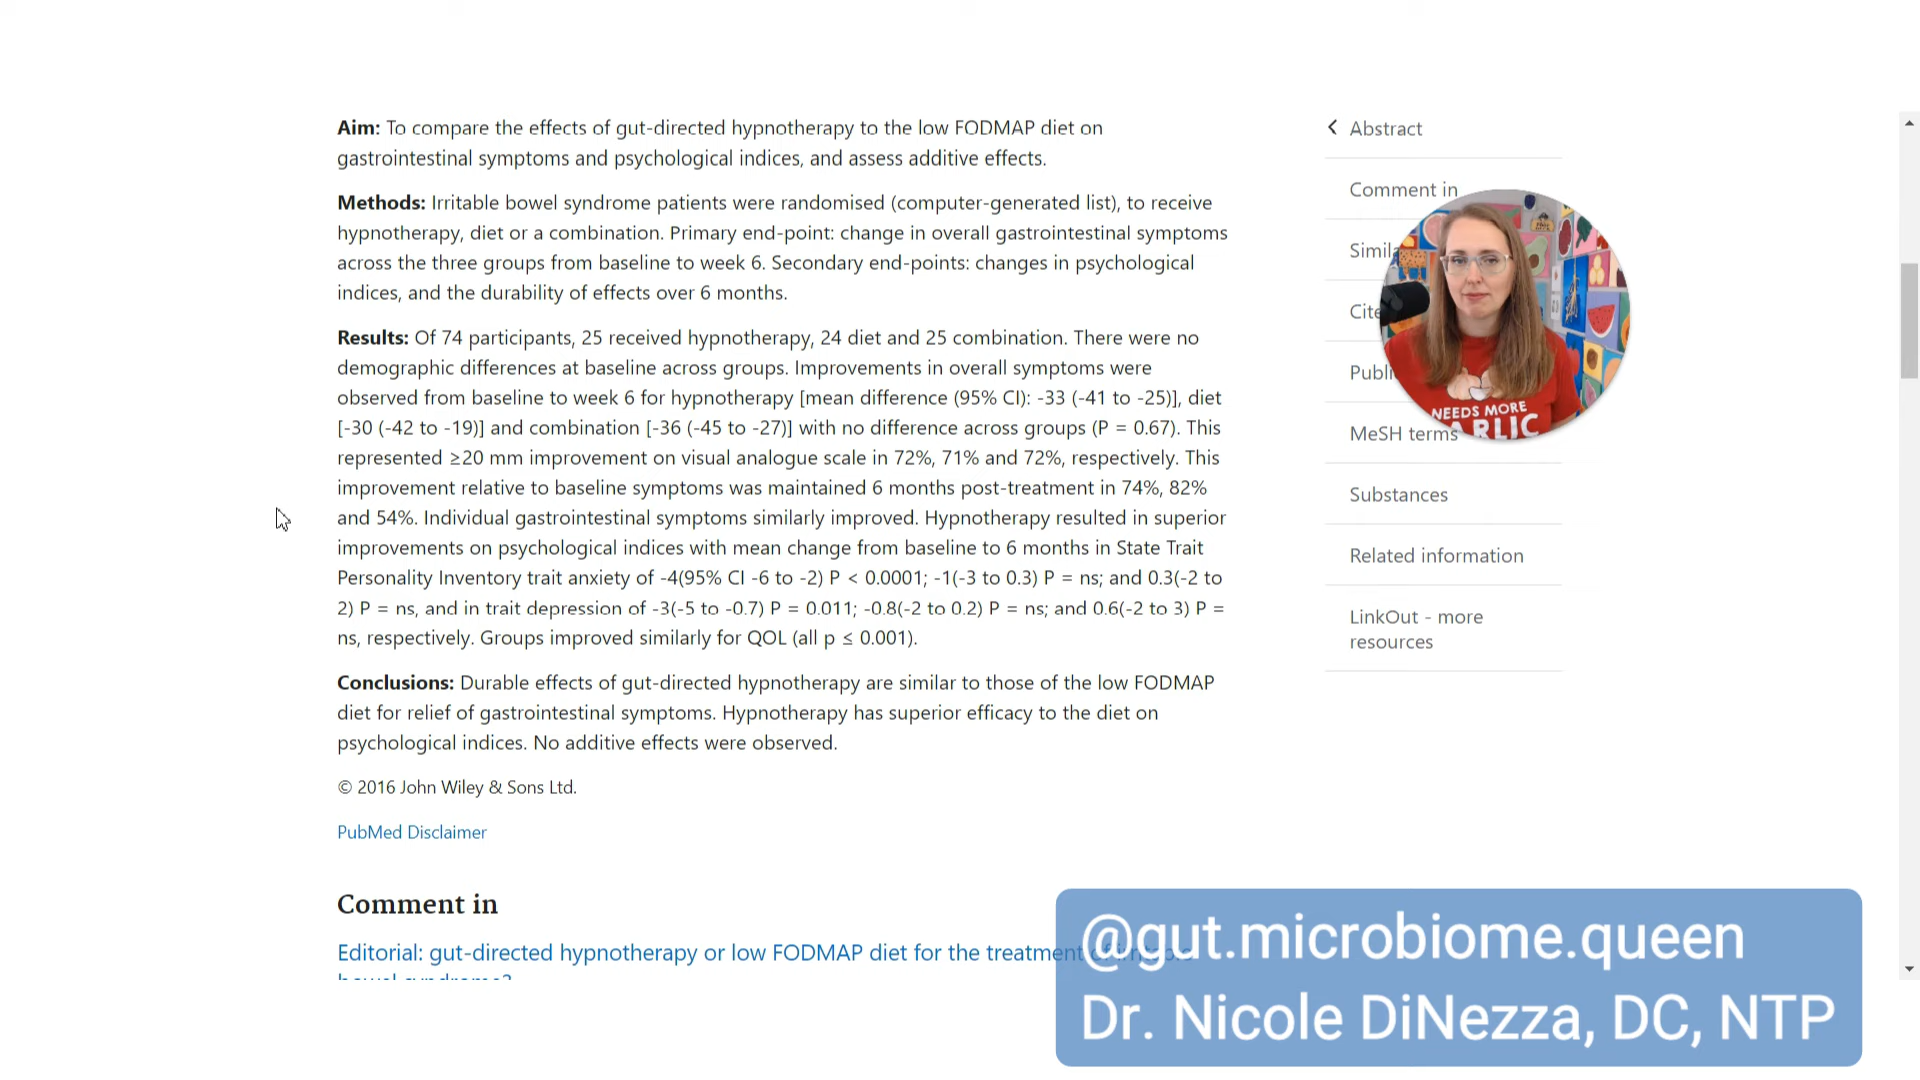 Aim: To compare the effects of gut-directed hypnotherapy to the low FODMAP diet on
gastrointestinal symptoms and psychological indices, and assess additive effects.
Methods: Irritable bowel syndrome patients were randomised (computer-generated list), to receive
hypnotherapy, diet or a combination. Primary end-point: change in overall gastrointestinal symptoms
across the three groups from baseline to week 6. Secondary end-points: changes in psychological
indices, and the durability of effects over 6 months.
Results: Of 74 participants, 25 received hypnotherapy, 24 diet and 25 combination. There were no
demographic differences at baseline across groups. Improvements in overall symptoms were
observed from baseline to week 6 for hypnotherapy [mean difference (95% CI): -33 (-41 to -25)], diet
[-30 (-42 to -19)] and combination [-36 (-45 to -27)] with no difference across groups (P = 0.67). This
represented ≥20 mm improvement on visual analogue scale in 72%, 71% and 72%, respectively. This
improvement relative to baseline symptoms was maintained 6 months post-treatment in 74%, 82%
and 54%. Individual gastrointestinal symptoms similarly improved. Hypnotherapy resulted in superior
improvements on psychological indices with mean change from baseline to 6 months in State Trait
Personality Inventory trait anxiety of -4(95% CI -6 to -2) P < 0.0001; -1(-3 to 0.3) P = ns; and 0.3(-2 to
2) P = ns, and in trait depression of -3(-5 to -0.7) P = 0.011; -0.8(-2 to 0.2) P = ns; and 0.6(-2 to 3) P =
ns, respectively. Groups improved similarly for QOL (all p ≤ 0.001).
Conclusions: Durable effects of gut-directed hypnotherapy are similar to those of the low FODMAP
diet for relief of gastrointestinal symptoms. Hypnotherapy has superior efficacy to the diet on
psychological indices. No additive effects were observed.
© 2016 John Wiley & Sons Ltd.
PubMed Disclaimer
Comment in
Editorial: gut-directed hypnotherapy or low FODMAP diet for the treatment
Abstract
Comment in
MeSH terms
Substances
Related information
LinkOut - more
resources
NEEDS MORE
@gut.microbiome.queen
Dr. Nicole DiNezza, DC, NTP